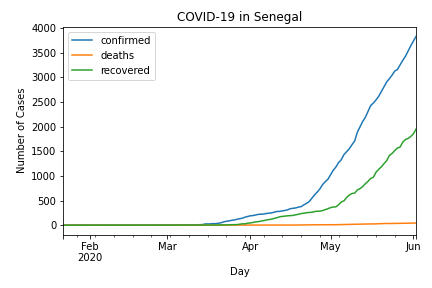 COVID-19 in Senegal
confirmed
deaths
recovered
Number of Cases
4000
3500
3000
2500
2000
1500
1000
500
0
Feb
2020
Mar
Apr
May
Jun
Day